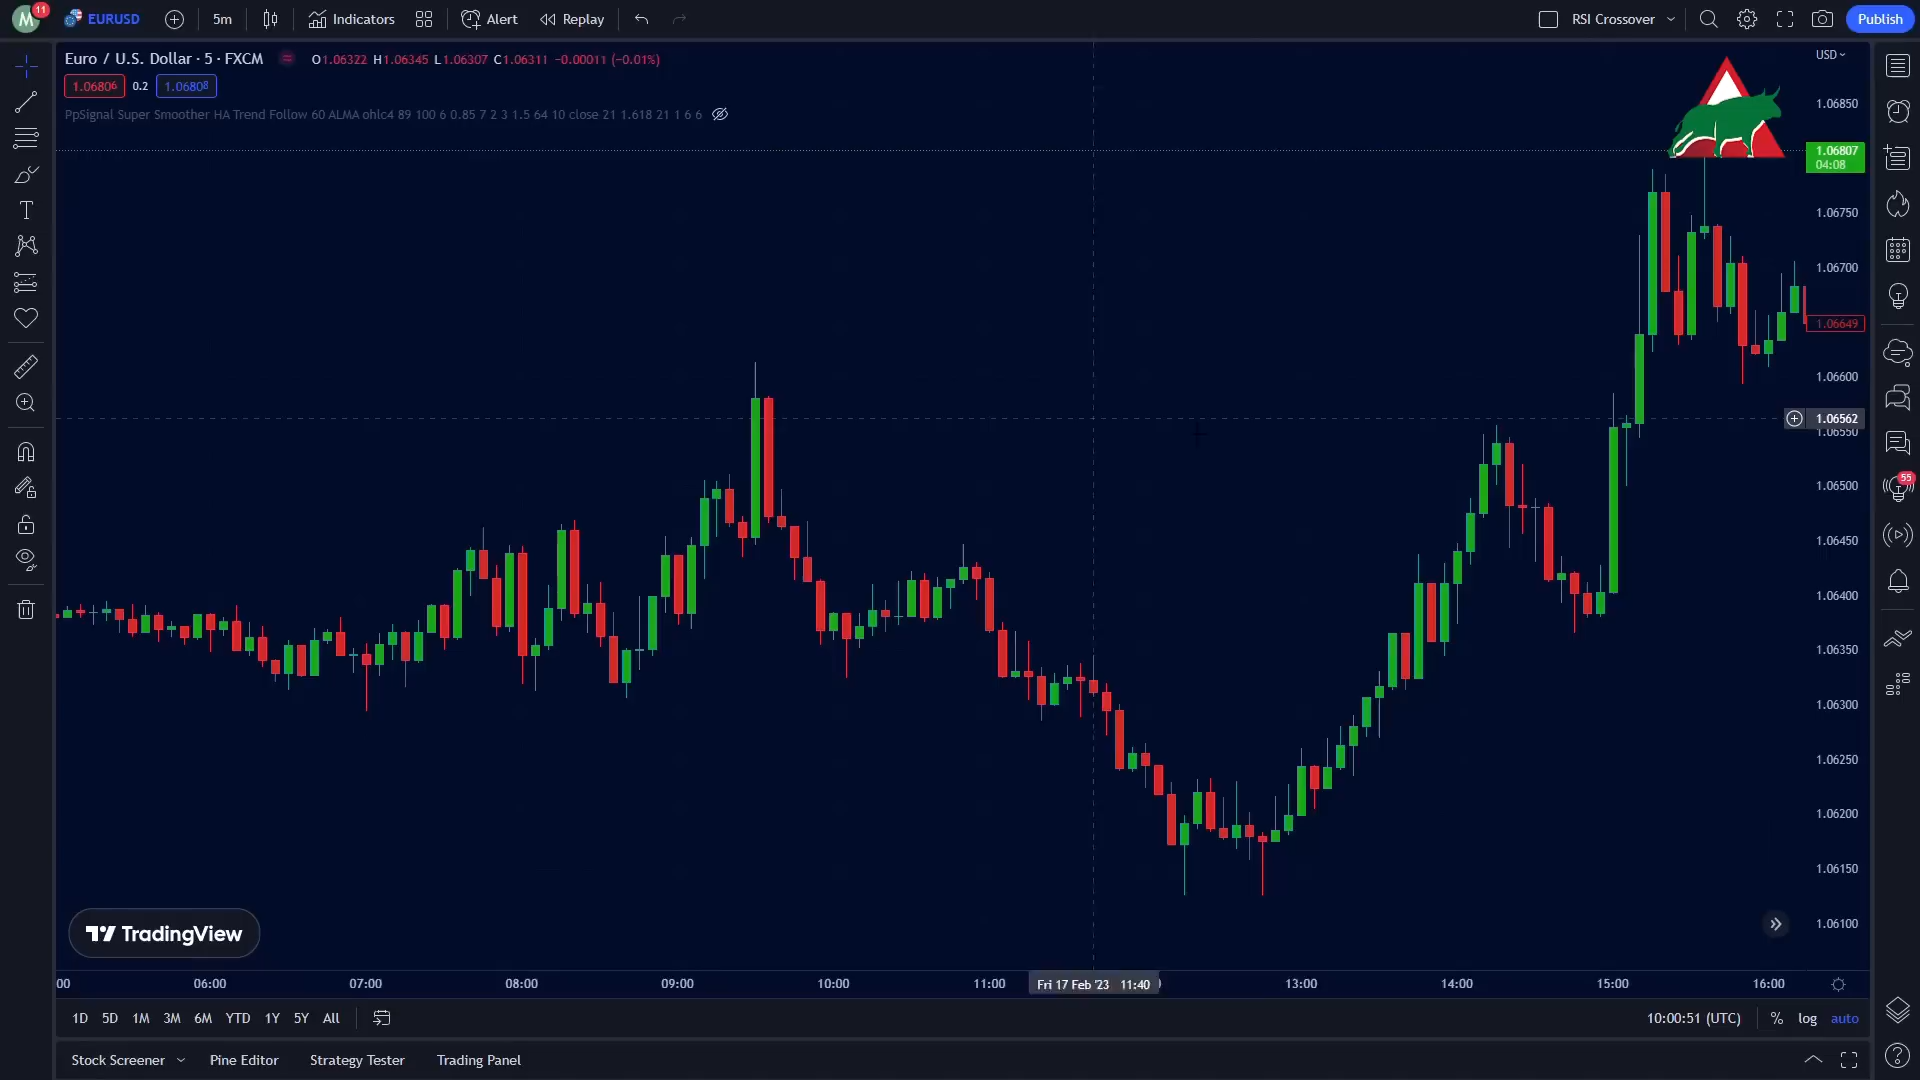 M 11 EURUSD 5m Indicators Alert Replay RSI Crossover Publish
Euro / U.S. Dollar · 5 · FXCM O1.06322 H1.06345 L1.06307 C1.06311 −0.00011 (−0.01%)
USD
1.06806 0.2 1.06808
PpSignal Super Smoother HA Trend Follow 60 ALMA ohlc4 89 100 6 0.85 7 2 3 1.5 64 10 close 21 1.618 21 1 6 6
1.06850
1.06807
04:08
1.06750
1.06700
1.06649
1.06600
1.06562
1.06550
1.06500
55
1.06450
1.06400
1.06350
1.06300
1.06250
1.06200
1.06150
1.06100
TradingView
00 06:00 07:00 08:00 09:00 10:00 11:00 Fri 17 Feb '23 11:40 13:00 14:00 15:00 16:00
1D 5D 1M 3M 6M YTD 1Y 5Y All 10:00:51 (UTC) % log auto
Stock Screener Pine Editor Strategy Tester Trading Panel